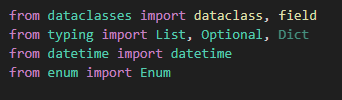 from dataclasses import dataclass, field
from typing import List, Optional, Dict
from datetime import datetime
from enum import Enum